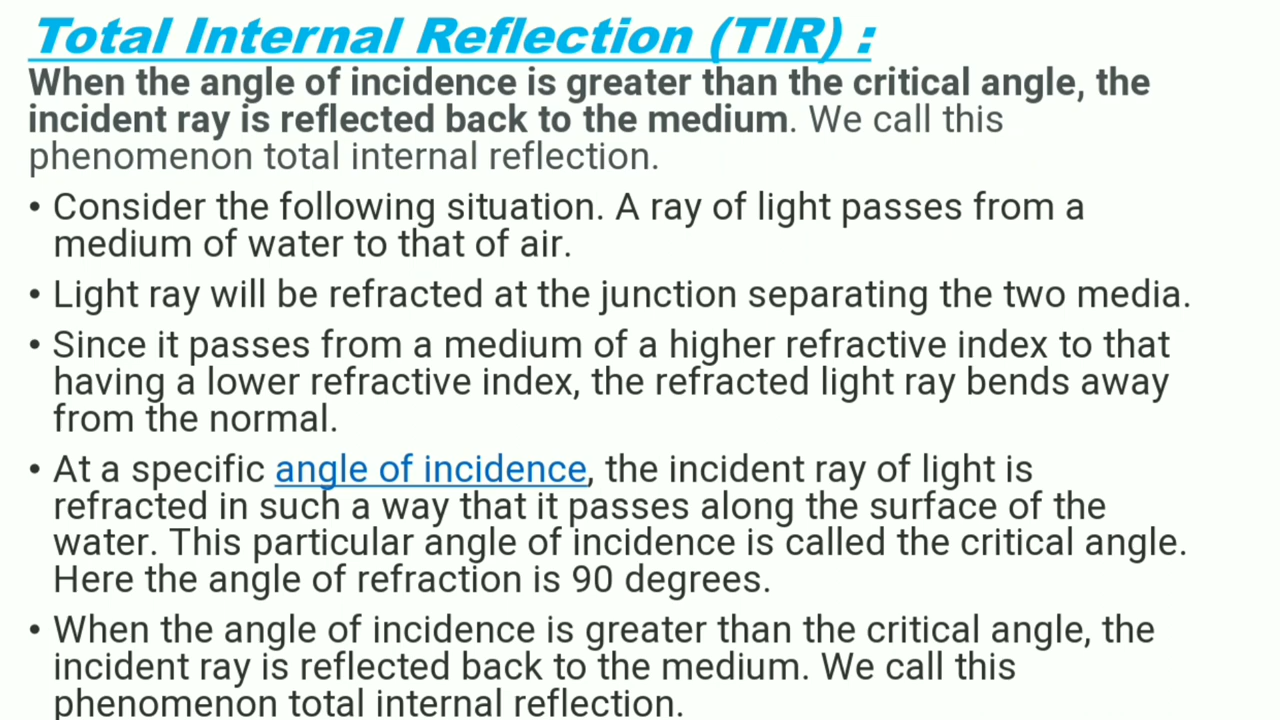 Total Internal Reflection (TIR) :
When the angle of incidence is greater than the critical angle, the
incident ray is reflected back to the medium. We call this
phenomenon total internal reflection.
• Consider the following situation. A ray of light passes from a
medium of water to that of air.
• Light ray will be refracted at the junction separating the two media.
• Since it passes from a medium of a higher refractive index to that
having a lower refractive index, the refracted light ray bends away
from the normal.
• At a specific angle of incidence, the incident ray of light is
refracted in such a way that it passes along the surface of the
water. This particular angle of incidence is called the critical angle.
Here the angle of refraction is 90 degrees.
• When the angle of incidence is greater than the critical angle, the
incident ray is reflected back to the medium. We call this
phenomenon total internal reflection.